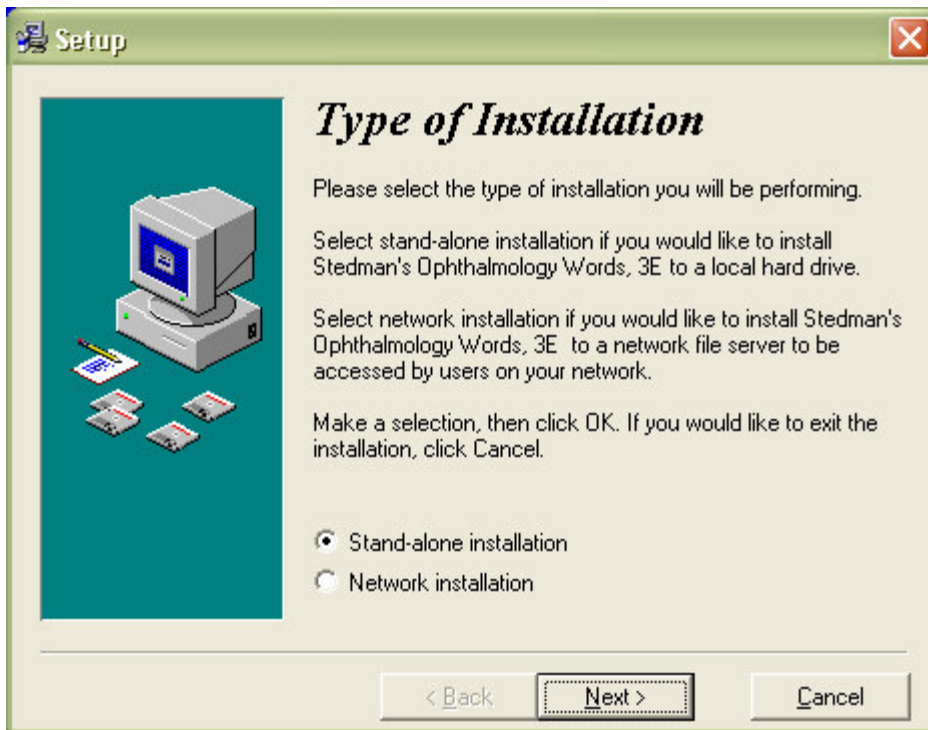 Setup
Type of Installation
Please select the type of installation you will be performing.
Select stand-alone installation if you would like to install
Stedman's Ophthalmology Words, 3E to a local hard drive.
Select network installation if you would like to install Stedman's
Ophthalmology Words, 3E  to a network file server to be
accessed by users on your network.
Make a selection, then click OK. If you would like to exit the
installation, click Cancel.
Stand-alone installation
Network installation
< Back
Next >
Cancel